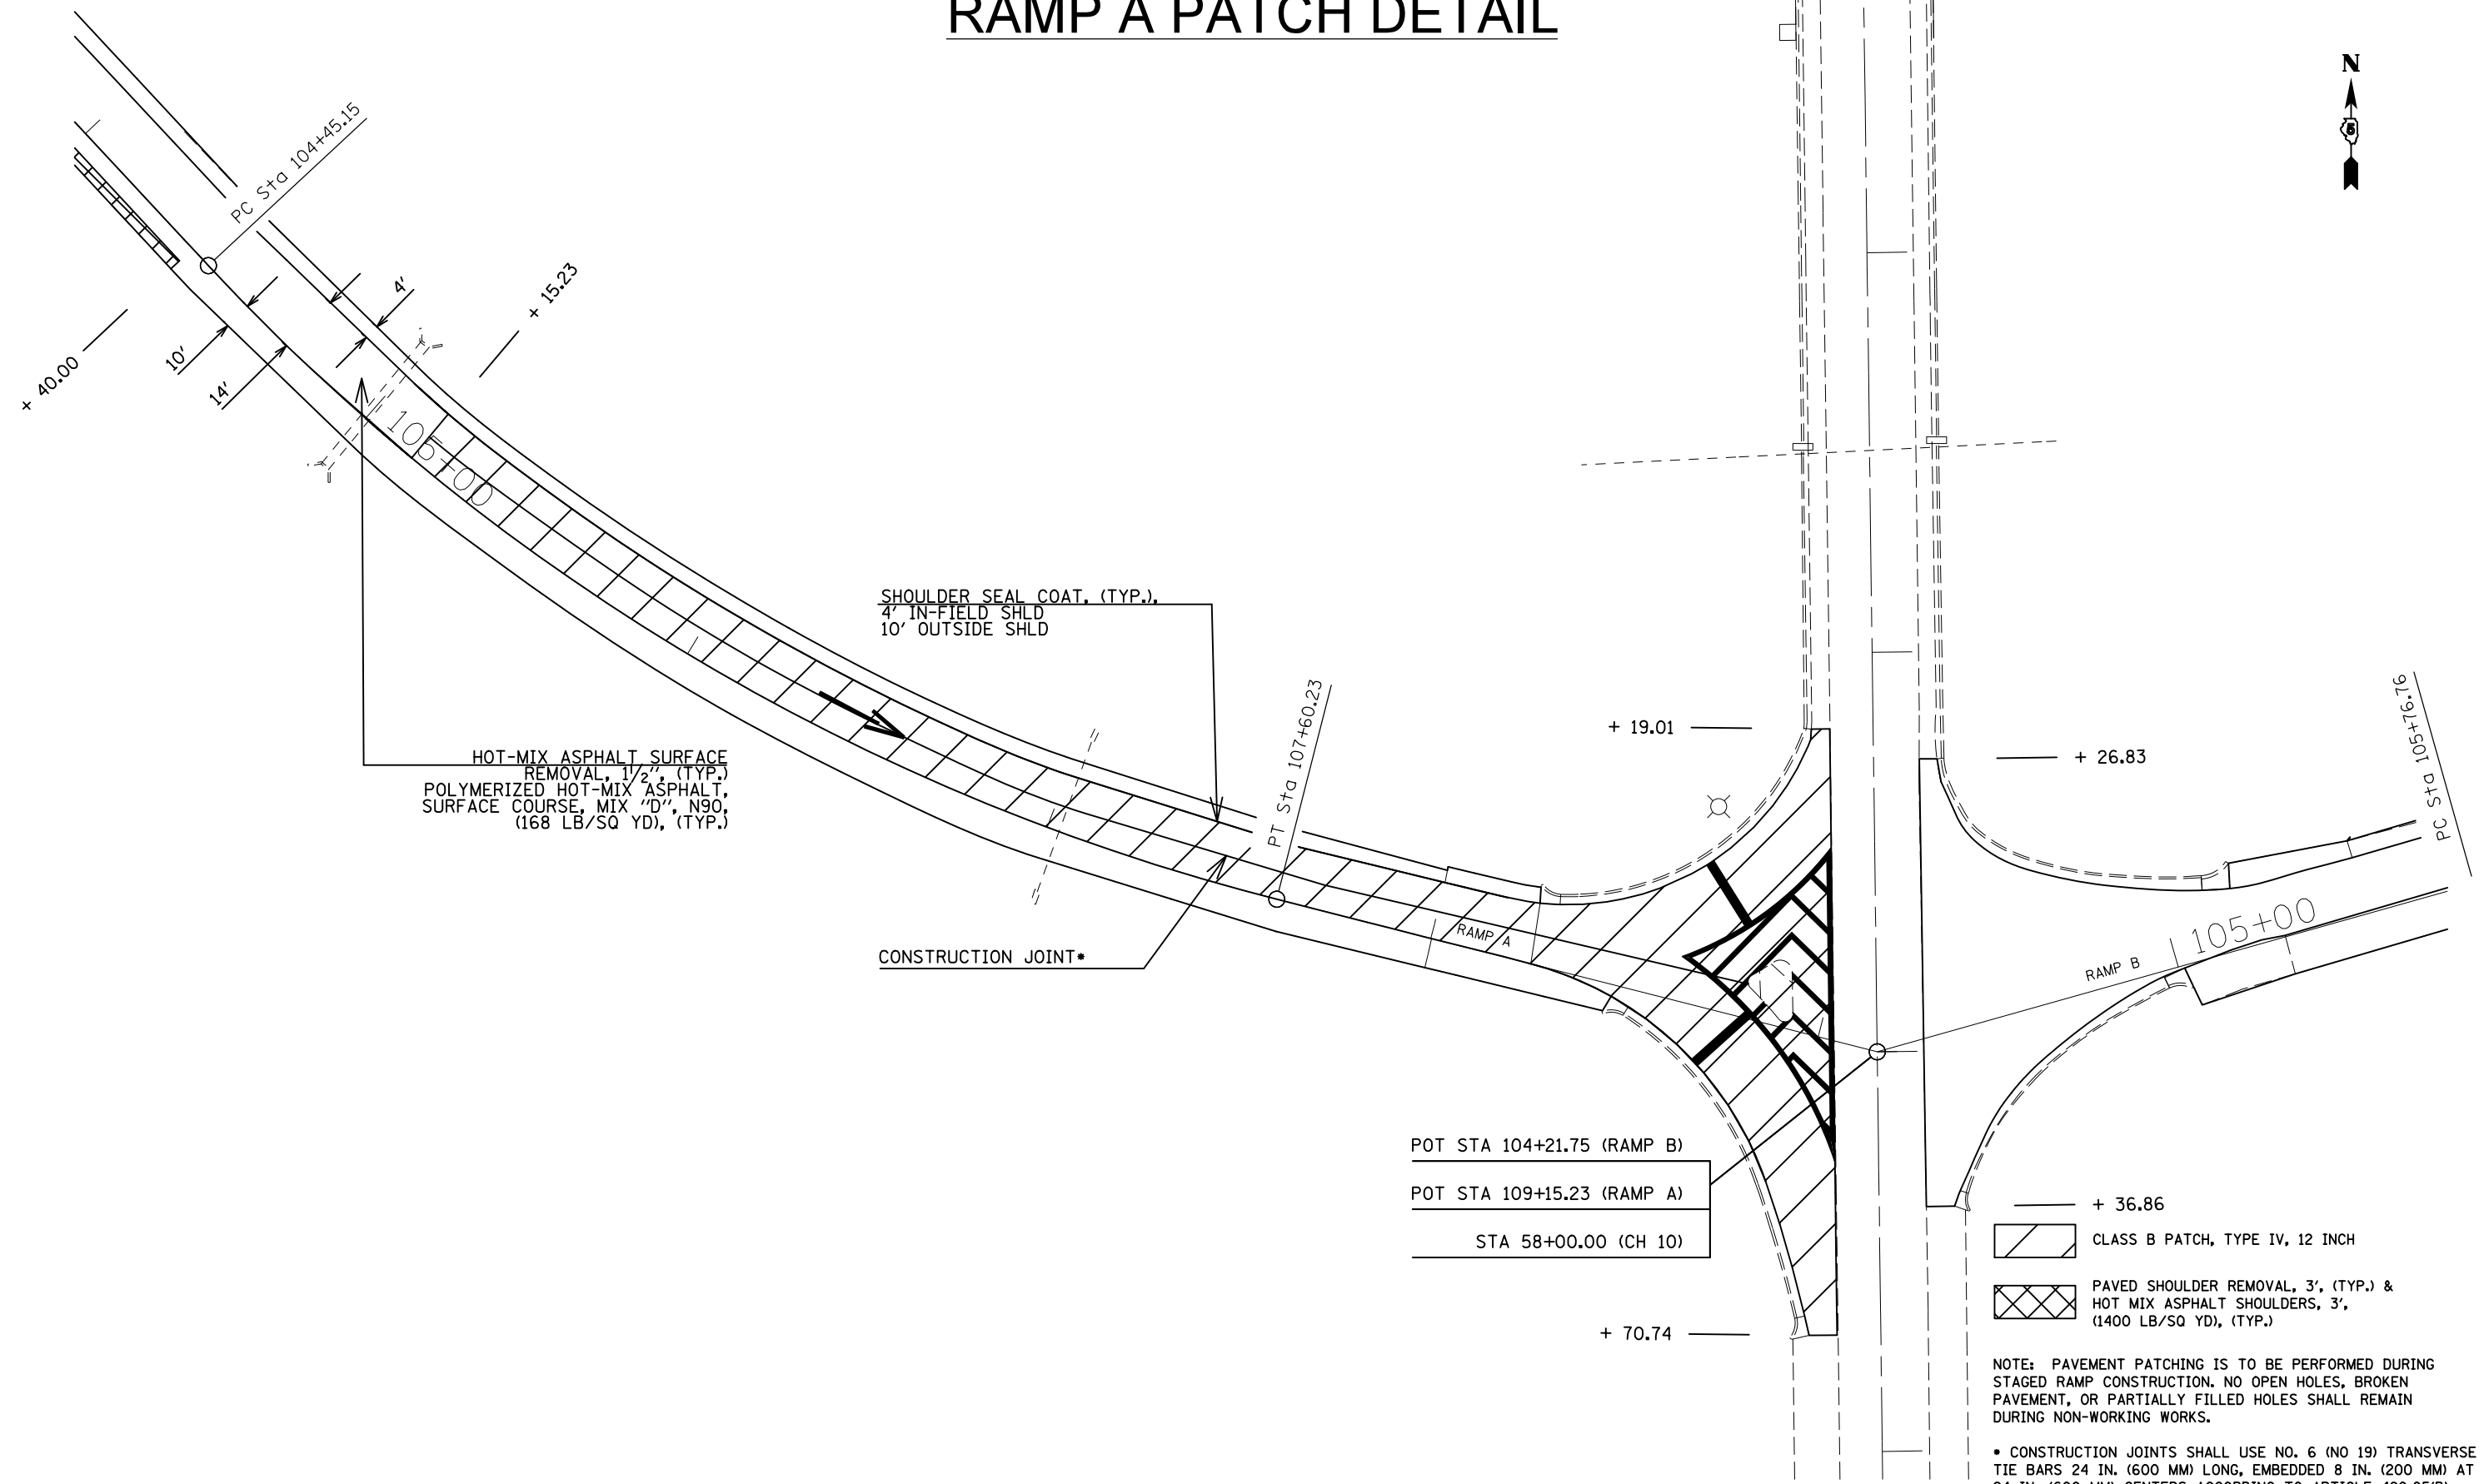 RAMP A PATCH DETAIL
N
5
PC Sta 104+45.15
4'
+ 15.23
10'
14'
+ 40.00
105+00
SHOULDER SEAL COAT, (TYP.),
4' IN-FIELD SHLD
10' OUTSIDE SHLD
HOT-MIX ASPHALT SURFACE
REMOVAL, 1½", (TYP.)
POLYMERIZED HOT-MIX ASPHALT,
SURFACE COURSE, MIX "D", N90,
(168 LB/SQ YD), (TYP.)
PT Sta 107+60.23
+ 19.01
+ 26.83
PC Sta 105+76.76
CONSTRUCTION JOINT*
RAMP A
RAMP B
105+00
POT STA 104+21.75 (RAMP B)
POT STA 109+15.23 (RAMP A)
STA 58+00.00 (CH 10)
+ 36.86
+ 70.74
CLASS B PATCH, TYPE IV, 12 INCH
PAVED SHOULDER REMOVAL, 3', (TYP.) &
HOT MIX ASPHALT SHOULDERS, 3',
(1400 LB/SQ YD), (TYP.)
NOTE: PAVEMENT PATCHING IS TO BE PERFORMED DURING
STAGED RAMP CONSTRUCTION. NO OPEN HOLES, BROKEN
PAVEMENT, OR PARTIALLY FILLED HOLES SHALL REMAIN
DURING NON-WORKING WORKS.
* CONSTRUCTION JOINTS SHALL USE NO. 6 (NO 19) TRANSVERSE
TIE BARS 24 IN. (600 MM) LONG, EMBEDDED 8 IN. (200 MM) AT